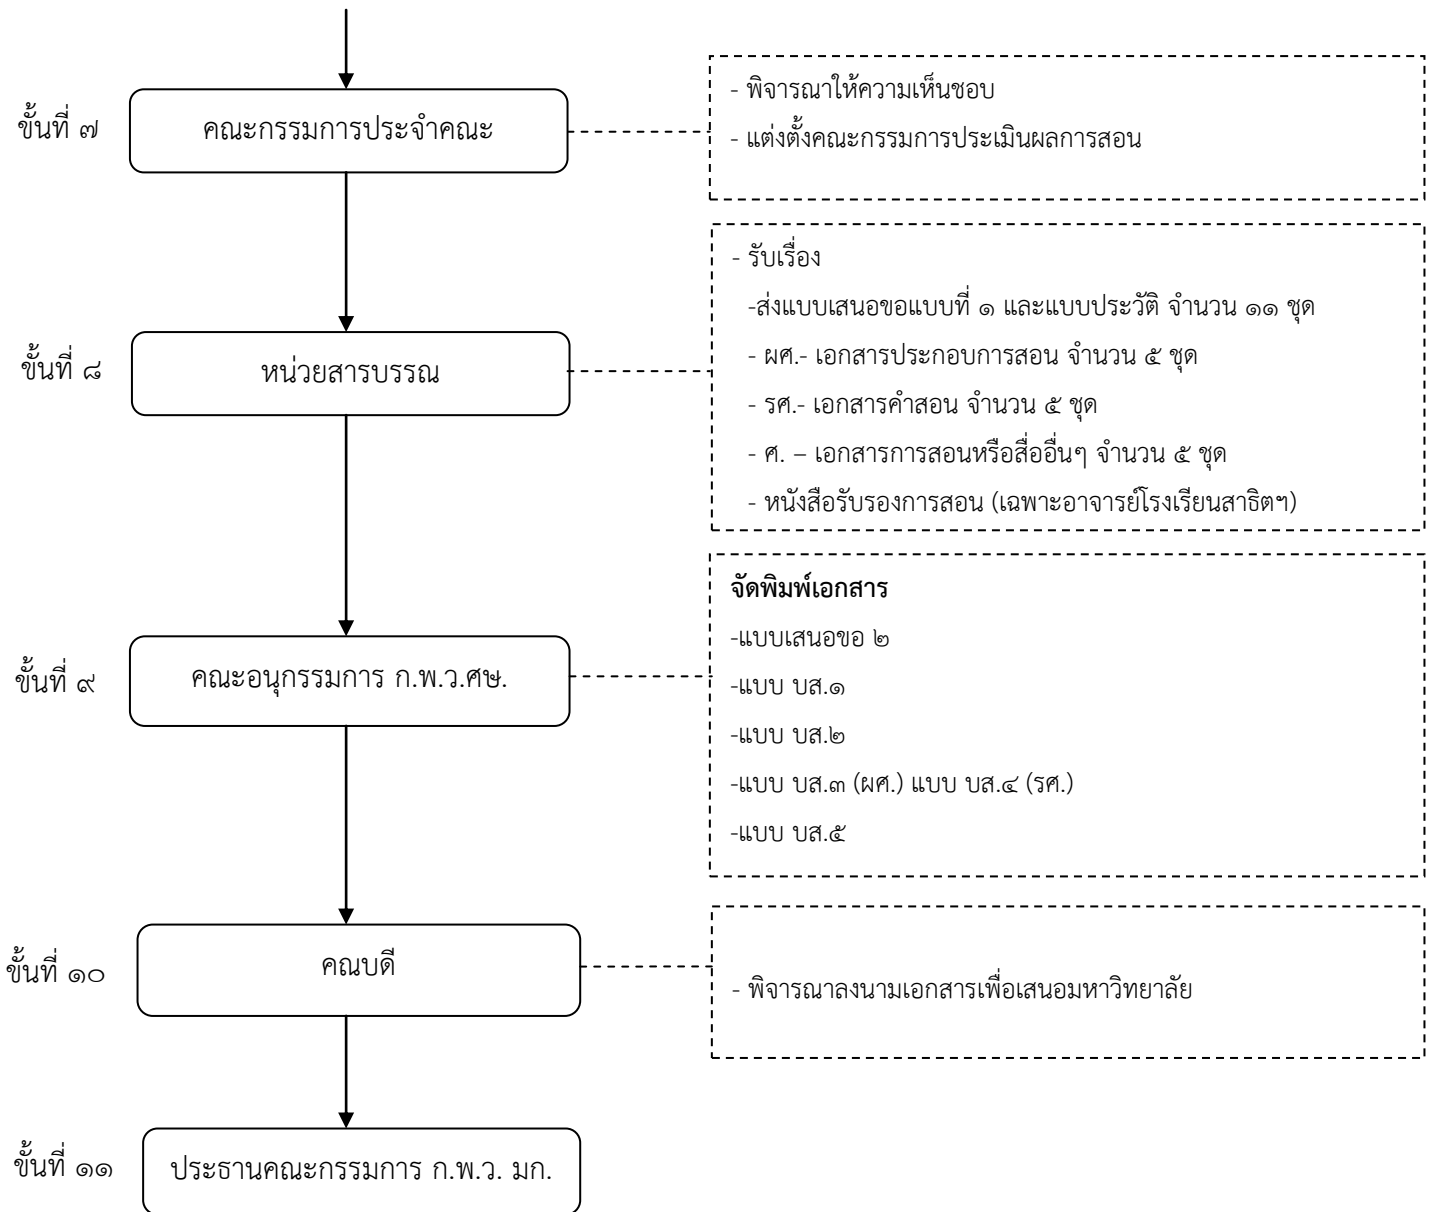 ขั้นที่ ๗
คณะกรรมการประจำคณะ
- พิจารณาให้ความเห็นชอบ
- แต่งตั้งคณะกรรมการประเมินผลการสอน
ขั้นที่ ๘
หน่วยสารบรรณ
- รับเรื่อง
-ส่งแบบเสนอขอแบบที่ ๑ และแบบประวัติ จำนวน ๑๑ ชุด
- ผศ.- เอกสารประกอบการสอน จำนวน ๕ ชุด
- รศ.- เอกสารคำสอน จำนวน ๕ ชุด
- ศ. – เอกสารการสอนหรือสื่ออื่นๆ จำนวน ๕ ชุด
- หนังสือรับรองการสอน (เฉพาะอาจารย์โรงเรียนสาธิตฯ)
ขั้นที่ ๙
คณะอนุกรรมการ ก.พ.ว.ศษ.
จัดพิมพ์เอกสาร
-แบบเสนอขอ ๒
-แบบ บส.๑
-แบบ บส.๒
-แบบ บส.๓ (ผศ.) แบบ บส.๔ (รศ.)
-แบบ บส.๕
ขั้นที่ ๑๐
คณบดี
- พิจารณาลงนามเอกสารเพื่อเสนอมหาวิทยาลัย
ขั้นที่ ๑๑
ประธานคณะกรรมการ ก.พ.ว. มก.